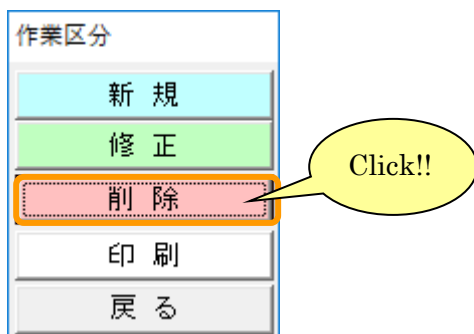 作業区分
新 規
修 正
削 除
Click!!
印 刷
戻 る